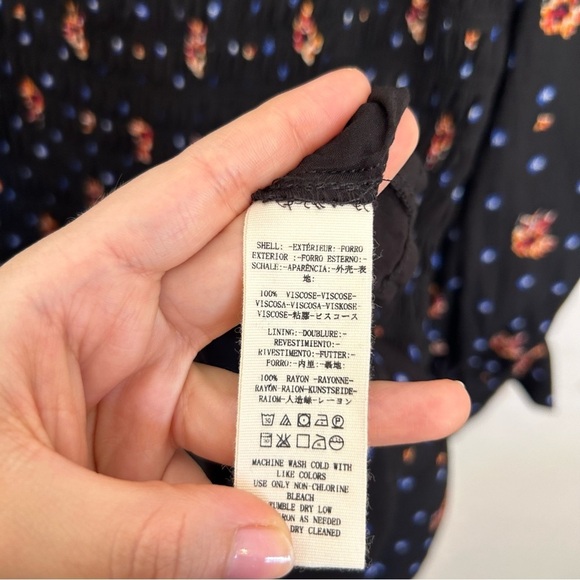 SHELL: -EXTÉRIEUR: -FORRO
EXTERIOR :-FORRO ESTERNO:-
SCHALE:-APARÊNCIA:-外壳-表
地:
100% VISCOSE-VISCOSE-
VISCOSA-VISCOSA-VISKOSH-
VISCOSE-粘膠-ビスコース
LINING:-DOUBLURE:-
REVESTIMIENTO:-
RIVESTIMENTO:-FUTTER:-
FORRO:-内里:-裏地:
100% RAYON -RAYONNE-
RAYON-RAION-KUNSTSEIDE-
RAIOM-人造絲-レーヨン
MACHINE WASH COLD WITH
LIKE COLORS
USE ONLY NON-CHLORINE
BLEACH
TUMBLE DRY LOW
IRON AS NEEDED
DRY CLEANED